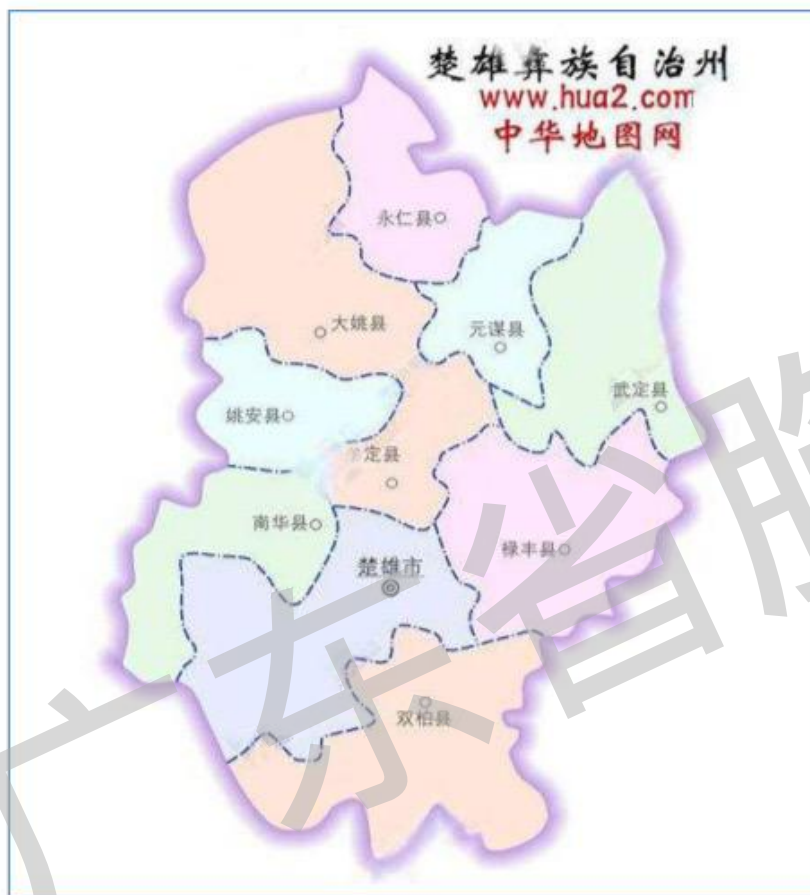 楚雄彝族自治州
www.hua2.com
中华地图网
永仁县
大姚县
元谋县
武定县
姚安县
定县
南华县
禄丰县
楚雄市
双柏县
广东省胸